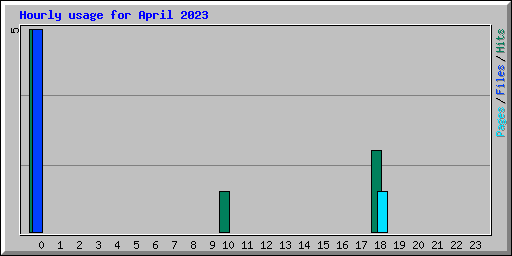 Hourly usage for April 2023
5
Pages/Files/Hits
0 1 2 3 4 5 6 7 8 9 10 11 12 13 14 15 16 17 18 19 20 21 22 23